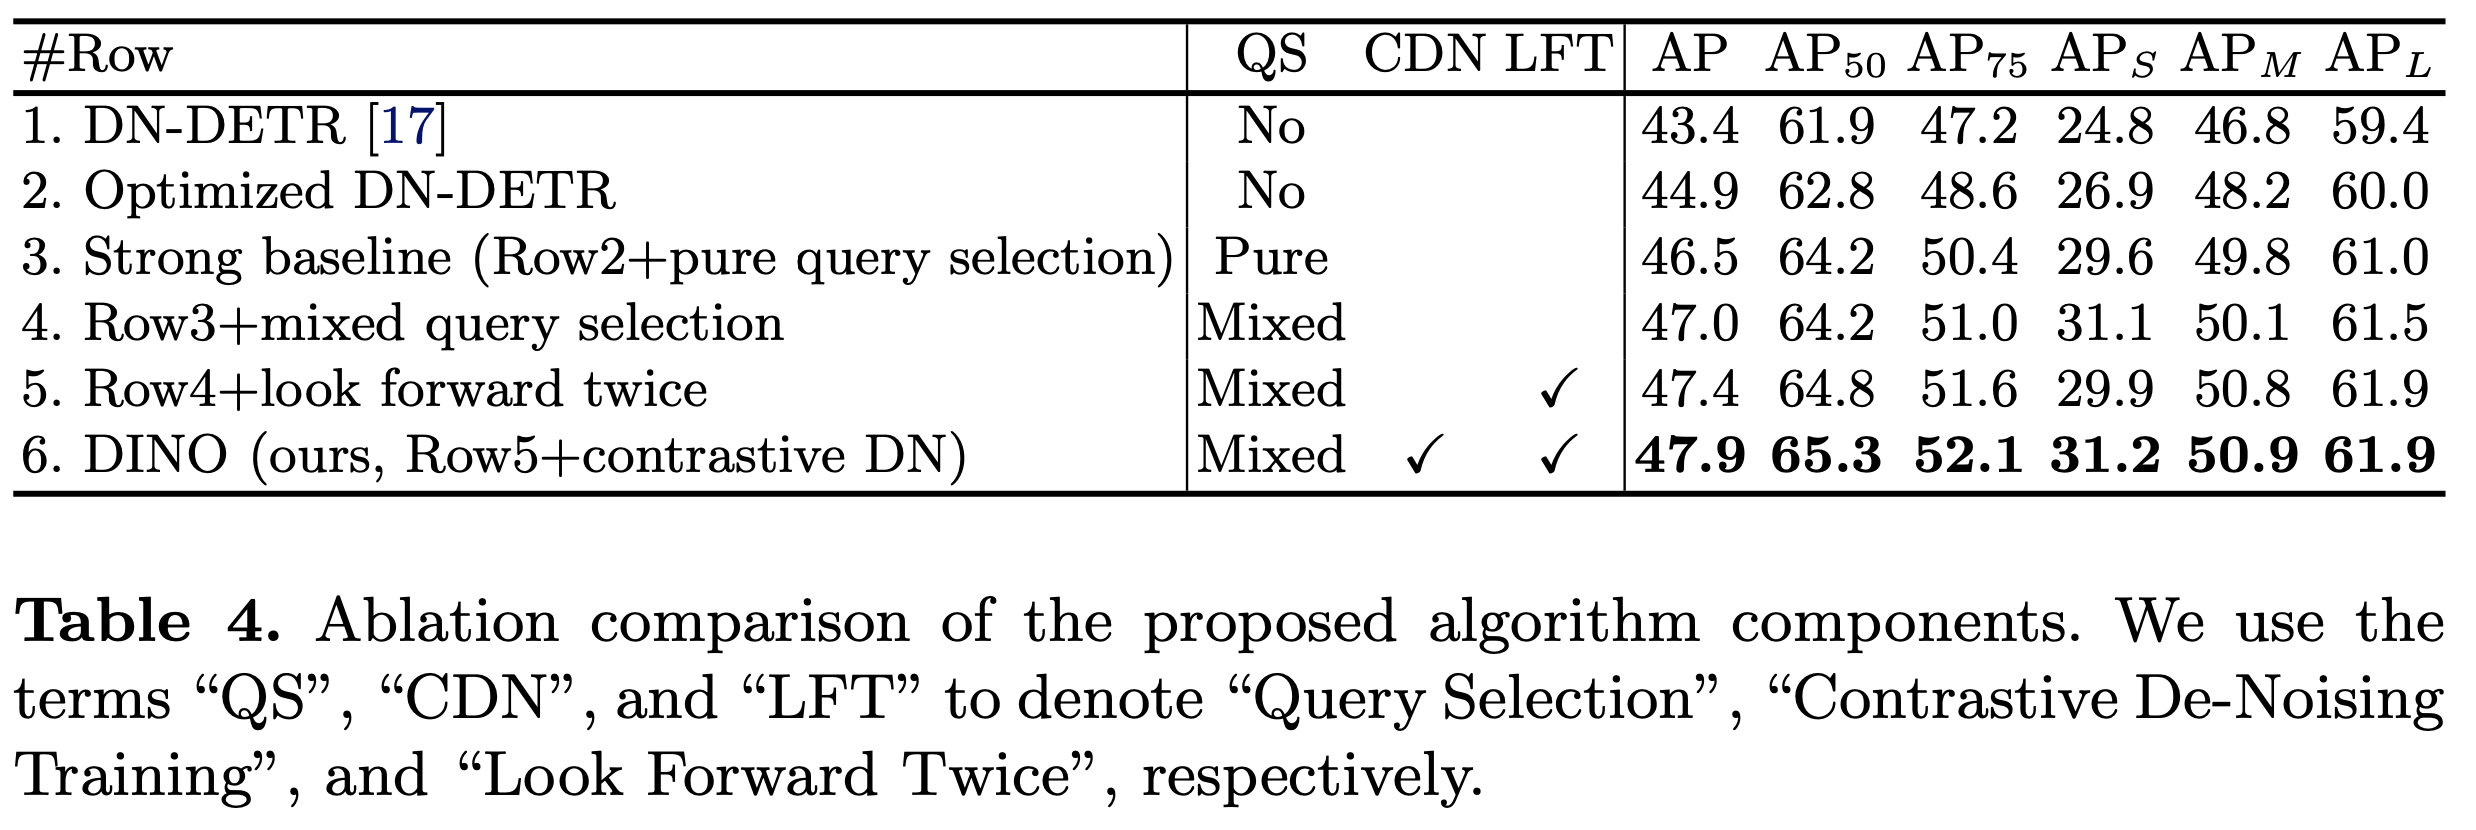 #Row QS CDN LFT AP AP50 AP75 APS APM APL
1. DN-DETR [17] No 43.4 61.9 47.2 24.8 46.8 59.4
2. Optimized DN-DETR No 44.9 62.8 48.6 26.9 48.2 60.0
3. Strong baseline (Row2+pure query selection) Pure 46.5 64.2 50.4 29.6 49.8 61.0
4. Row3+mixed query selection Mixed 47.0 64.2 51.0 31.1 50.1 61.5
5. Row4+look forward twice Mixed ✓ 47.4 64.8 51.6 29.9 50.8 61.9
6. DINO (ours, Row5+contrastive DN) Mixed ✓ ✓ 47.9 65.3 52.1 31.2 50.9 61.9
Table 4. Ablation comparison of the proposed algorithm components. We use the
terms “QS”, “CDN”, and “LFT” to denote “Query Selection”, “Contrastive De-Noising
Training”, and “Look Forward Twice”, respectively.